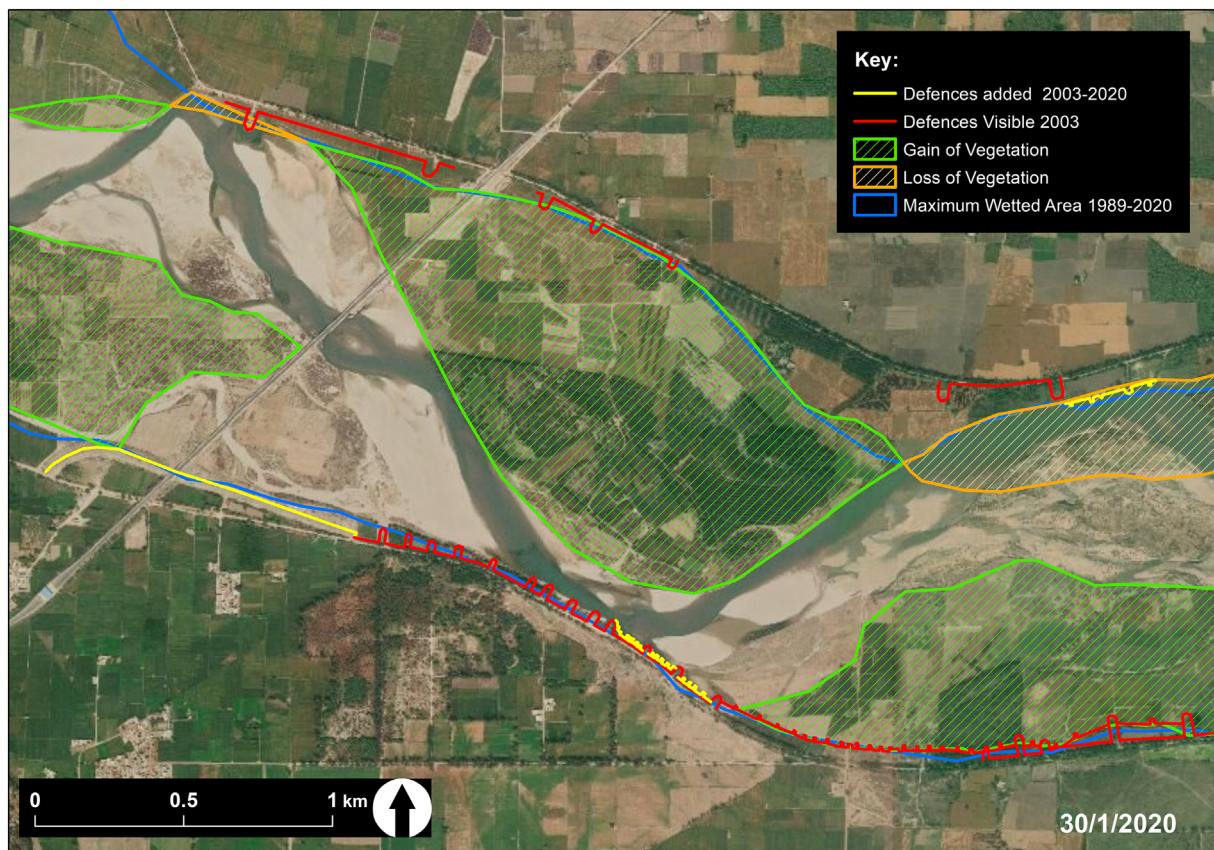 Key:
Defences added 2003-2020
Defences Visible 2003
Gain of Vegetation
Loss of Vegetation
Maximum Wetted Area 1989-2020
0 0.5 1 km
30/1/2020